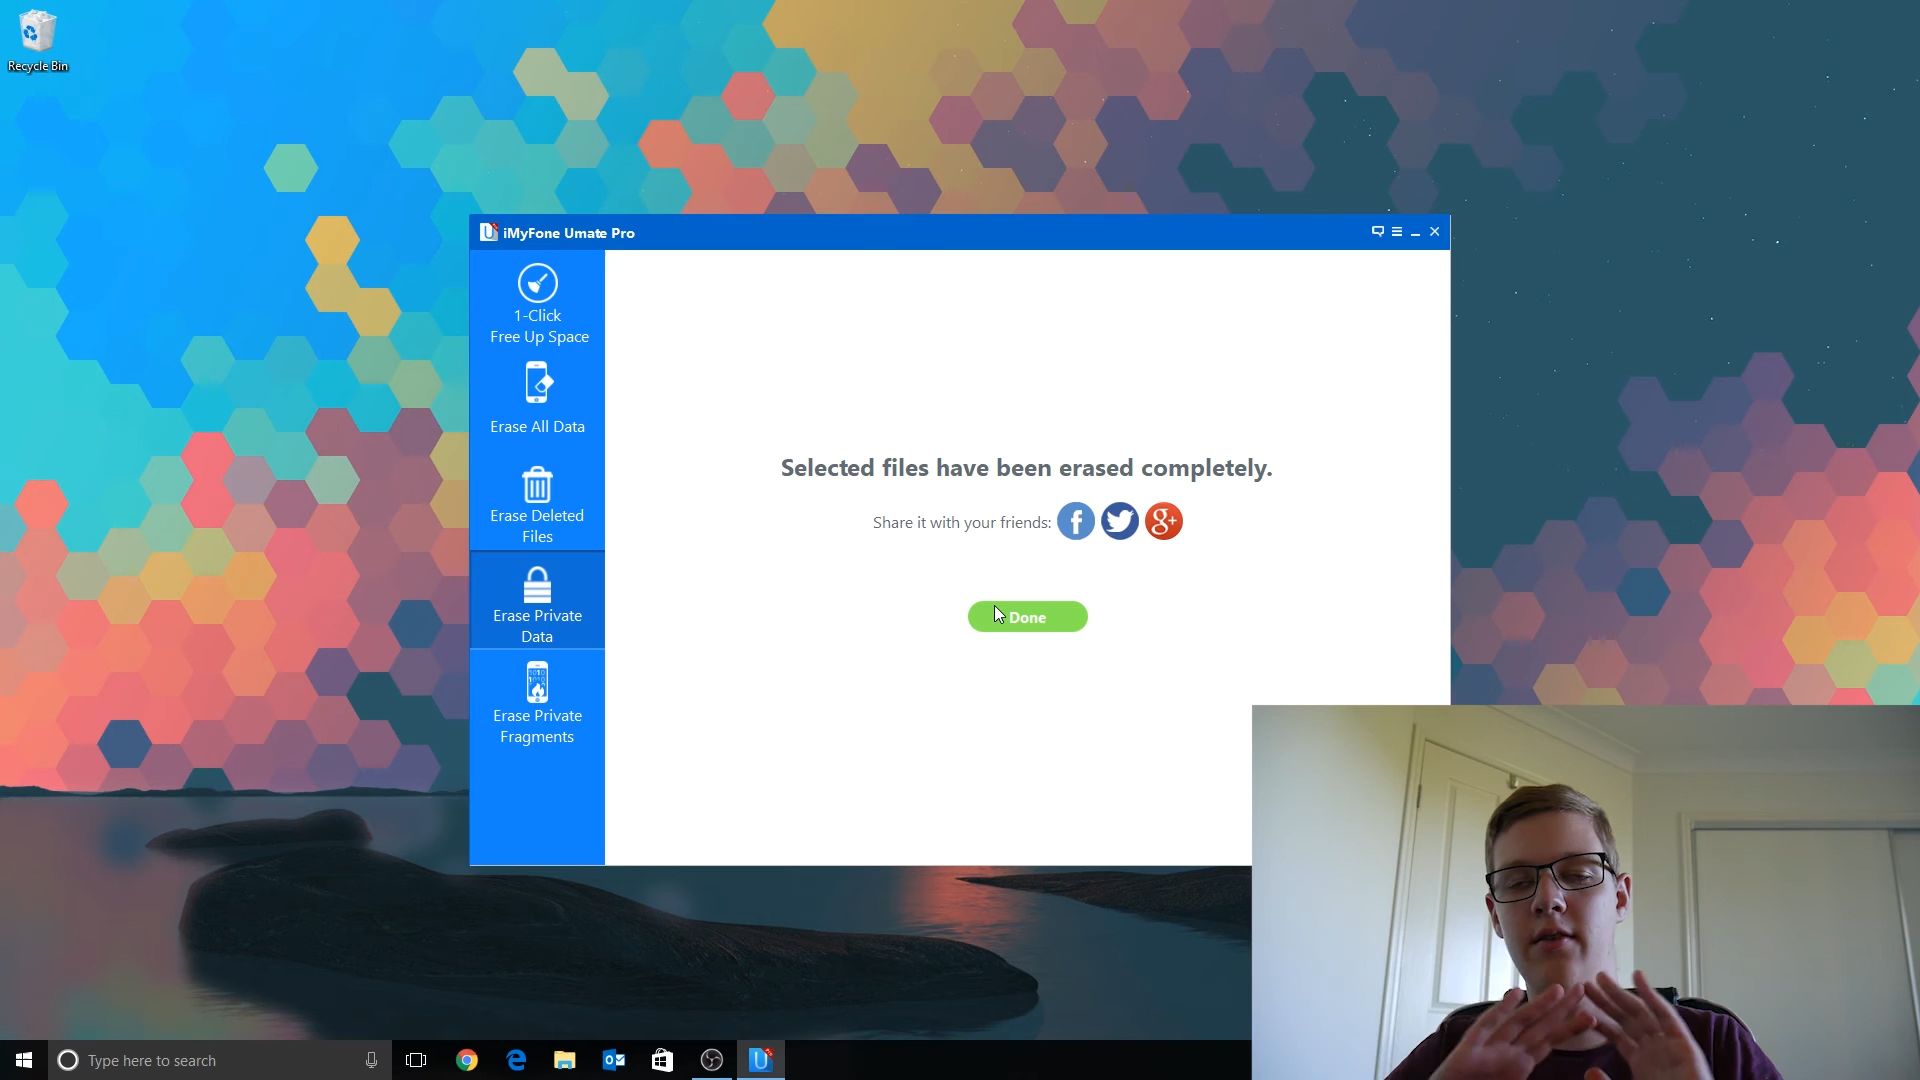 Recycle Bin
iMyFone Umate Pro
1-Click
Free Up Space
Erase All Data
Erase Deleted
Files
Erase Private
Data
Erase Private
Fragments
Selected files have been erased completely.
Share it with your friends:
Done
Type here to search